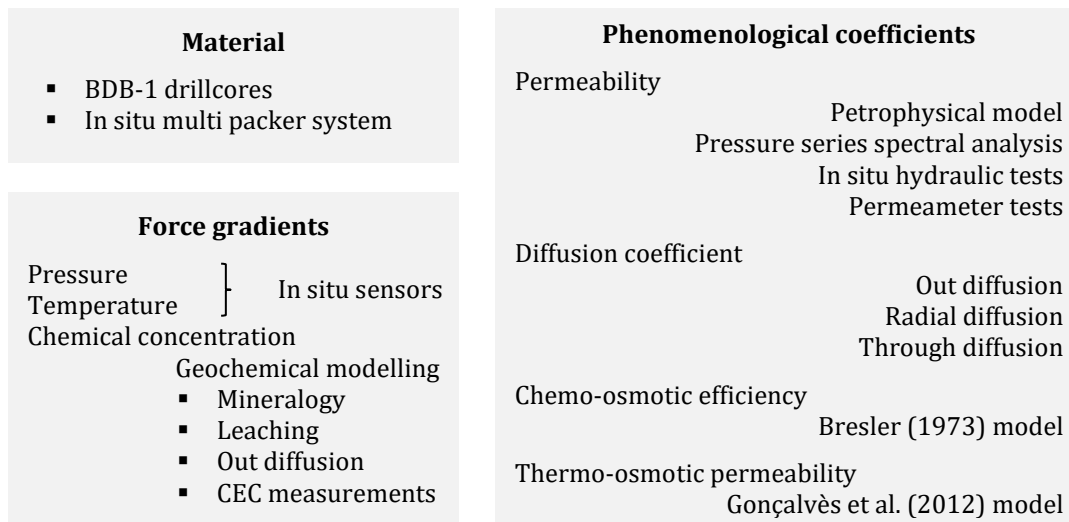 Material
▪ BDB-1 drillcores
▪ In situ multi packer system
Force gradients
Pressure
Temperature
In situ sensors
Chemical concentration
Geochemical modelling
▪ Mineralogy
▪ Leaching
▪ Out diffusion
▪ CEC measurements
Phenomenological coefficients
Permeability
Petrophysical model
Pressure series spectral analysis
In situ hydraulic tests
Permeameter tests
Diffusion coefficient
Out diffusion
Radial diffusion
Through diffusion
Chemo-osmotic efficiency
Bresler (1973) model
Thermo-osmotic permeability
Gonçalvès et al. (2012) model